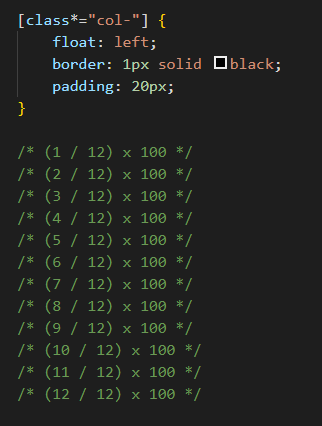 [class*="col-"] {
    float: left;
    border: 1px solid black;
    padding: 20px;
}
/* (1 / 12) x 100 */
/* (2 / 12) x 100 */
/* (3 / 12) x 100 */
/* (4 / 12) x 100 */
/* (5 / 12) x 100 */
/* (6 / 12) x 100 */
/* (7 / 12) x 100 */
/* (8 / 12) x 100 */
/* (9 / 12) x 100 */
/* (10 / 12) x 100 */
/* (11 / 12) x 100 */
/* (12 / 12) x 100 */